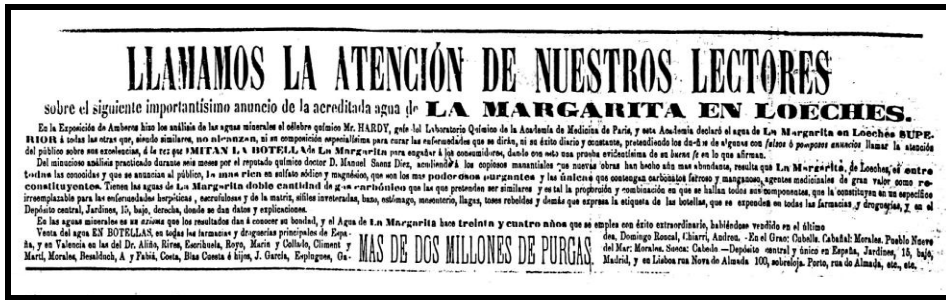 LLAMAMOS LA ATENCIÓN DE NUESTROS LECTORES
sobre el siguiente importantísimo anuncio de la acreditada agua de LA MARGARITA EN LOECHES.
En la Exposición de Amberes hizo los análisis de las aguas minerales el célebre químico Mr. HARDY, gefe del Laboratorio Químico de la Academia de Medicina de París, y esta Academia declaró el agua de La Margarita en Loeches SUPE-
RIOR á todas las otras que, siendo similares, no alcanzan, ni en composición especialísima para curar las enfermedades que se dirán, ni en éxito diario y constante, pretendiendo los de algunas con falsos ó pomposos anuncios llamar la atención
del público sobre sus excelencias, á la vez que IMITAN LA BOTELLA de La Margarita para engañar á los consumidores, dando con esto una prueba evidentísima de su buena fe en lo que afirman.
Del minucioso análisis practicado durante seis meses por el reputado químico doctor D. Manuel Saenz Diez, acudiendo á los copiosos manantiales que nuevas obras han hecho aún mas abundante, resulta que La Margarita, de Loeches, es entre
todas las conocidas y que se anuncian al público, la mas rica en sulfato sódico y magnésico, que son los mas poderosos purgantes y las únicas que contengan carbonatos ferroso y manganoso, agentes medicinales de gran valor como re-
constituyentes. Tienen las aguas de La Margarita doble cantidad de gas carbónico que las que pretenden ser similares y es tal la proporción y combinación en que se hallan todos sus componentes, que la constituyen en un específico
irreemplazable para las enfermedades herpéticas, escrofulosas y de la matriz, sífilis inveteradas, bazo, estómago, mesenterio, llagas, toses rebeldes y demás que expresa la etiqueta de las botellas, que se expenden en todas las farmacias y droguerías, y en el
Depósito central, Jardines, 15, bajo, derecha, donde se dan datos y explicaciones.
En las aguas minerales es un axioma que los resultados dan á conocer su bondad, y el Agua de La Margarita hace treinta y cuatro años que se emplea con éxito extraordinario, habiéndose vendido en el último
Venta del agua EN BOTELLAS, en todas las farmacias y droguerías principales de Espa-
ña, y en Valencia en las del Dr. Aliño, Rives, Escribuela, Royo, Marin y Collado, Climent y
Martí, Morales, Besalduch, A y Fabiá, Costa, Blas Cuesta é hijos, J. García, Esplugues, Ga-
MAS DE DOS MILLONES DE PURGAS.
des, Domingo Roncal, Chiarri, Andreu. -En el Grao: Cubells. Cabañal: Morales. Pueblo Nuevo
del Mar: Morales. Sueca: Cabedo —Depósito central y único en España, Jardines, 15, bajo,
Madrid, y en Lisboa rua Nova do Almada 100, sobreloja. Porto, rua do Almada, etc., etc.